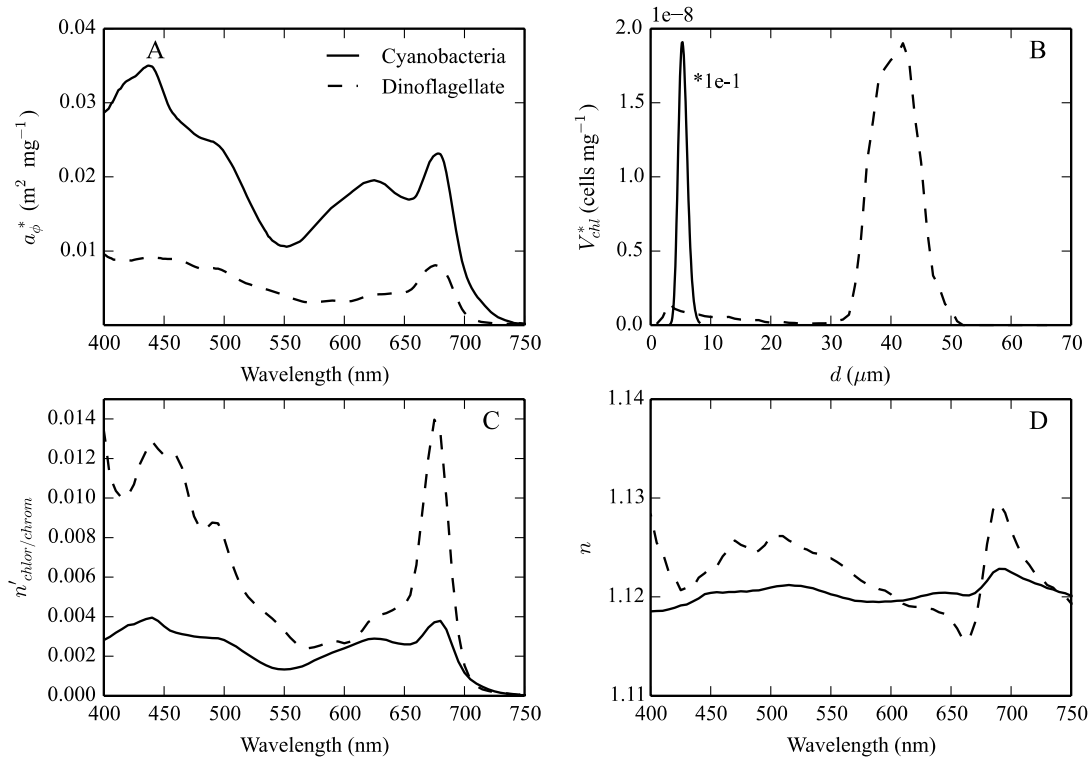 A
Cyanobacteria
Dinoflagellate
0.04
0.03
0.02
0.01
a*ϕ (m² mg⁻¹)
400 450 500 550 600 650 700 750
Wavelength (nm)
1e−8
B
*1e-1
2.0
1.5
1.0
0.5
0.0
V*chl (cells mg⁻¹)
0 10 20 30 40 50 60 70
d (μm)
C
0.014
0.012
0.010
0.008
0.006
0.004
0.002
0.000
n′chlor/chrom
400 450 500 550 600 650 700 750
Wavelength (nm)
D
1.14
1.13
1.12
1.11
n
400 450 500 550 600 650 700 750
Wavelength (nm)